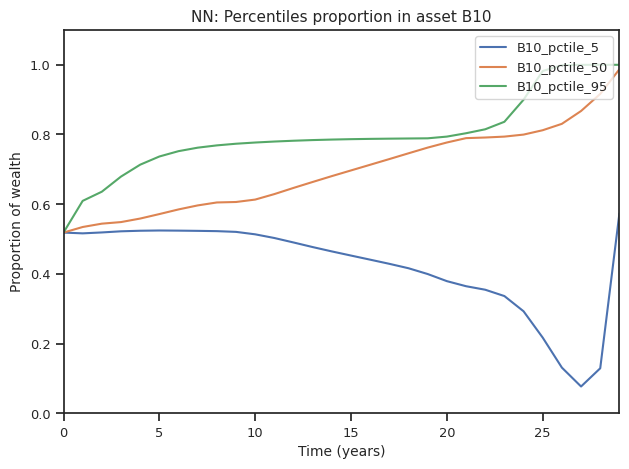 NN: Percentiles proportion in asset B10
B10_pctile_5
B10_pctile_50
B10_pctile_95
Proportion of wealth
1.0
0.8
0.6
0.4
0.2
0.0
0 5 10 15 20 25
Time (years)